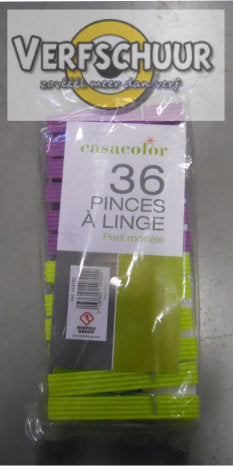 VERFSCHUUR
zoveel meer dan verf
casacolor
36
PINCES
À LINGE
Petit modèle